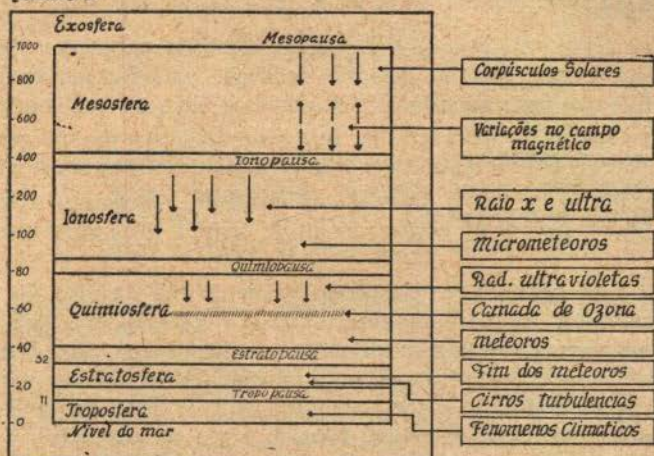 Exosfera
Mesopausa
1000
800
Mesosfera
600
400
Ionopausa
200
Ionosfera
100
Quimiopausa
80
60
Quimiosfera
40
Estratopausa
32
Estratosfera
20
Tropopausa
11
Troposfera
0
Nível do mar
Corpúsculos Solares
Variações no campo
magnético
Raio x e ultra
Micrometeoros
Rad. ultravioletas
Camada de Ozona
meteoros
Fim dos meteoros
Cirros turbulencias
Fenomenos Climaticos